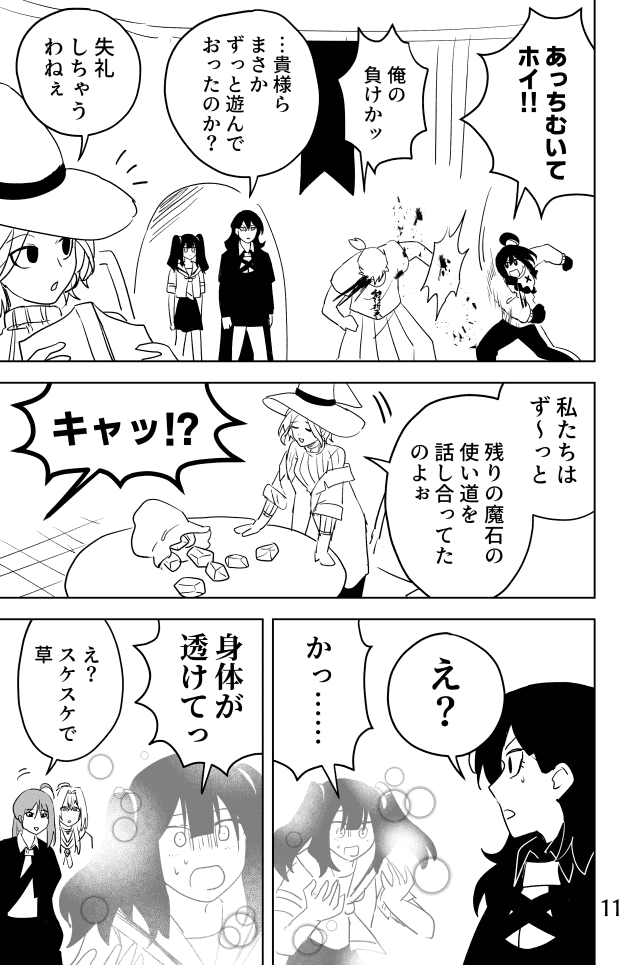 あっちむいて
ホイ!!
俺の
負けかッ
…貴様ら
まさか
ずっと遊んで
おったのか?
失礼
しちゃう
わねぇ
私たちは
ず〜っと
残りの魔石の
使い道を
話し合ってた
のよぉ
キャッ!?
え?
かっ……
身体が
透けてっ
え?
スケスケで
草
11